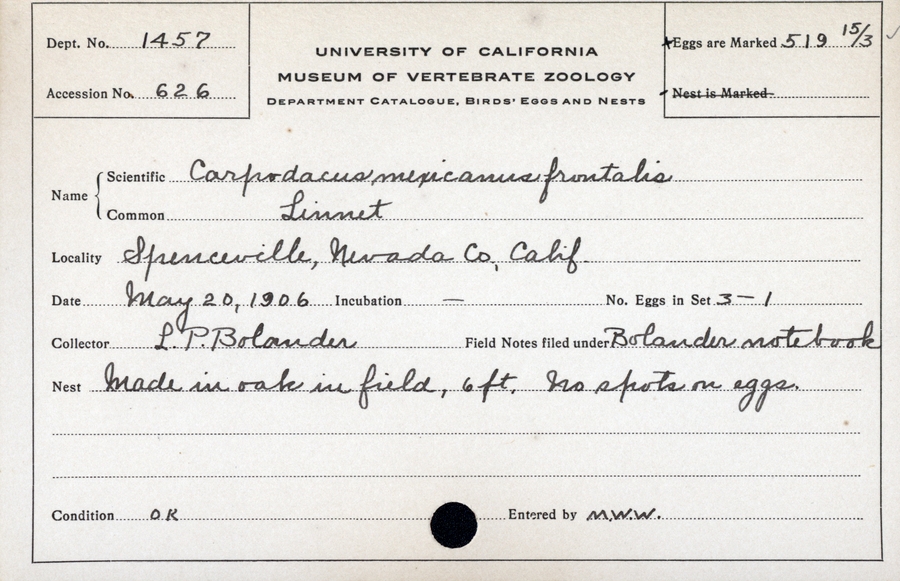 Dept. No. 1457
Accession No. 626
UNIVERSITY OF CALIFORNIA
MUSEUM OF VERTEBRATE ZOOLOGY
DEPARTMENT CATALOGUE, BIRDS' EGGS AND NESTS
Eggs are Marked 519 15/3 ✓
Nest is Marked
Name
Scientific Carpodacus mexicanus frontalis
Common Linnet
Locality Spenceville, Nevada Co, Calif.
Date May 20, 1906 Incubation — No. Eggs in Set 3-1
Collector L. P. Bolander Field Notes filed under Bolander notebook
Nest Made in oak in field, 6 ft. No spots on eggs.
Condition OK Entered by M.W.W.